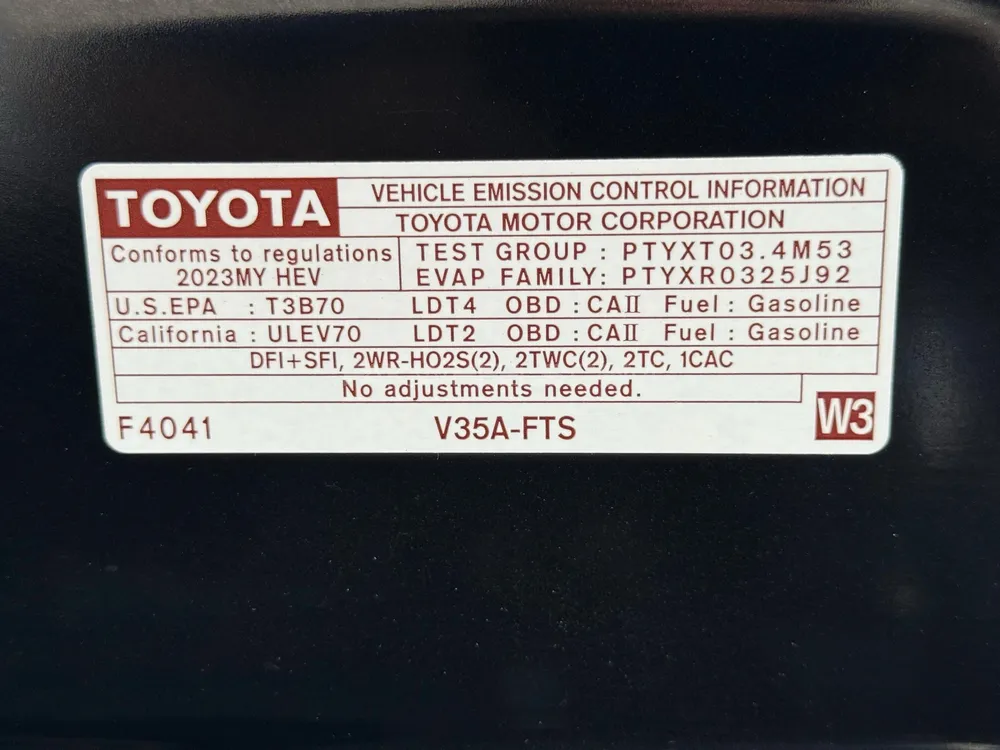 TOYOTA VEHICLE EMISSION CONTROL INFORMATION
TOYOTA MOTOR CORPORATION
Conforms to regulations TEST GROUP : PTYXT03.4M53
2023MY HEV EVAP FAMILY: PTYXR0325J92
U.S.EPA : T3B70 LDT4 OBD : CAⅡ Fuel : Gasoline
California : ULEV70 LDT2 OBD : CAⅡ Fuel : Gasoline
DFI+SFI, 2WR-HO2S(2), 2TWC(2), 2TC, 1CAC
No adjustments needed.
F4041 V35A-FTS W3